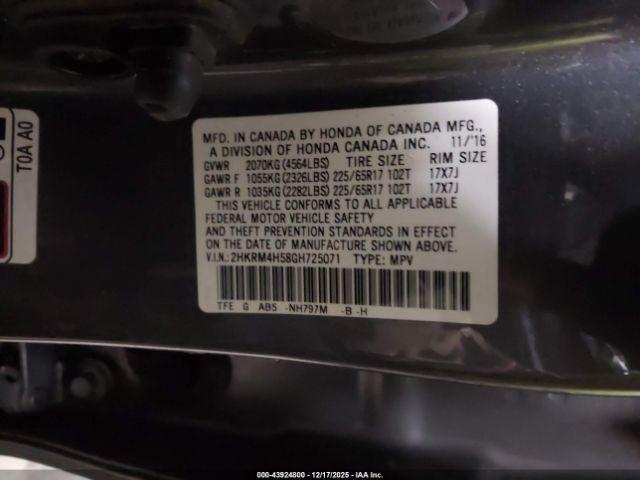 TOA A0
MFD. IN CANADA BY HONDA OF CANADA MFG.,
A DIVISION OF HONDA CANADA INC. 11/'16
GVWR 2070KG (4564LBS) TIRE SIZE RIM SIZE
GAWR F 1055KG (2326LBS) 225/65R17 102T 17X7J
GAWR R 1035KG (2282LBS) 225/65R17 102T 17X7J
THIS VEHICLE CONFORMS TO ALL APPLICABLE
FEDERAL MOTOR VEHICLE SAFETY
AND THEFT PREVENTION STANDARDS IN EFFECT
ON THE DATE OF MANUFACTURE SHOWN ABOVE.
V.I.N.: 2HKRM4H58GH725071 TYPE: MPV
TFE G AB5 -NH797M -B -H
000-43924800 - 12/17/2025 - IAA Inc.